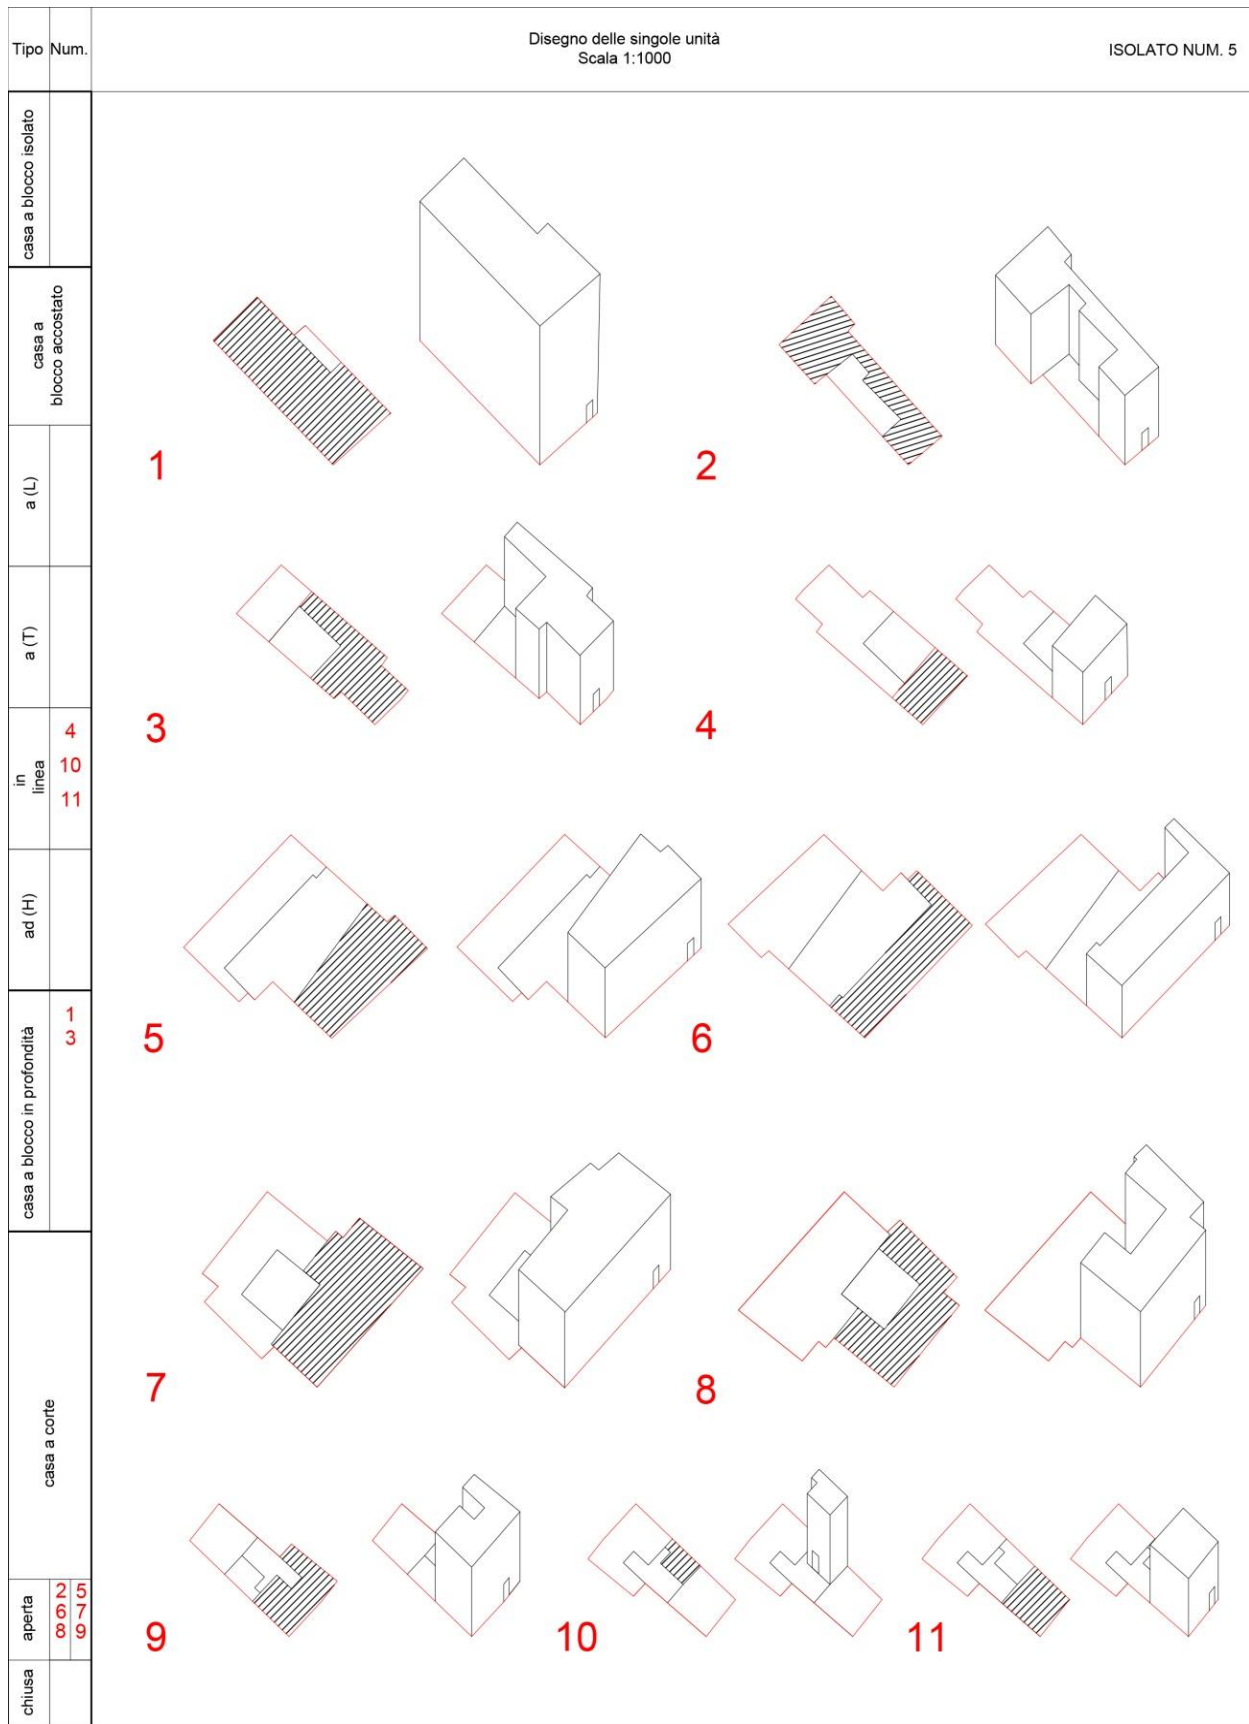 Tipo Num.
Disegno delle singole unità
Scala 1:1000
ISOLATO NUM. 5
casa a blocco isolato
casa a
blocco accostato
1
2
a (L)
a (T)
3
4
in
linea
4
10
11
ad (H)
5
6
casa a blocco in profondità
1
3
7
8
casa a corte
aperta
2 5
6 7
8 9
9
10
11
chiusa